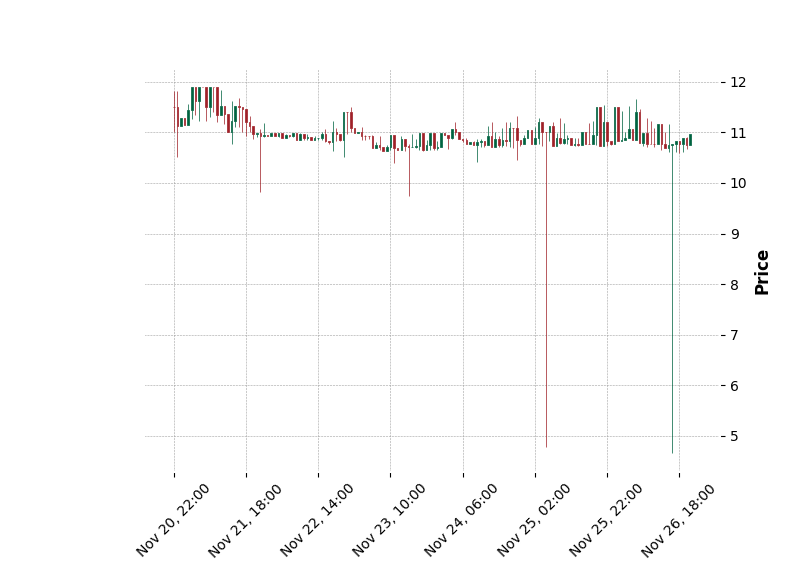 12
11
10
9
8
7
6
5
Price
Nov 20, 22:00
Nov 21, 18:00
Nov 22, 14:00
Nov 23, 10:00
Nov 24, 06:00
Nov 25, 02:00
Nov 25, 22:00
Nov 26, 18:00